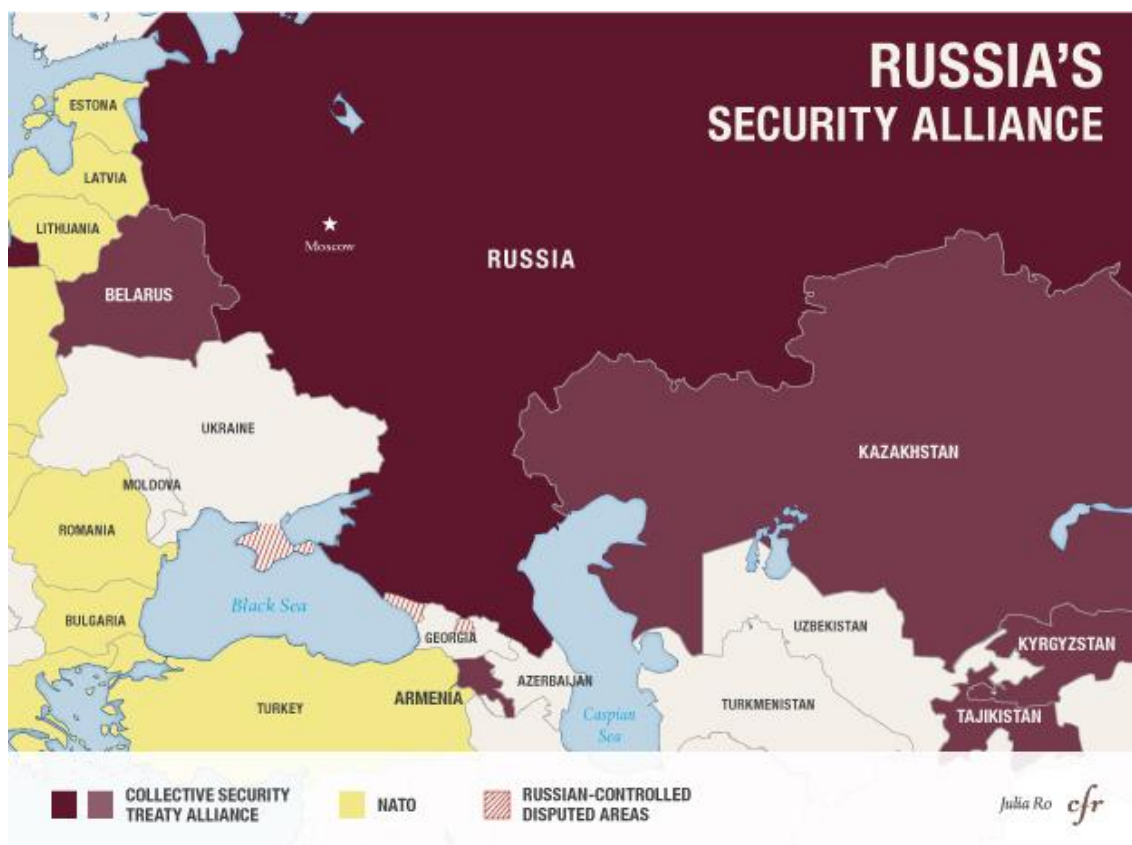 RUSSIA'S
SECURITY ALLIANCE
ESTONA
LATVIA
LITHUANIA
Moscow
RUSSIA
BELARUS
UKRAINE
KAZAKHSTAN
MOLDOVA
ROMANIA
Black Sea
BULGARIA
GEORGIA
UZBEKISTAN
KYRGYZSTAN
AZERBAIJAN
ARMENIA
TURKEY
TURKMENISTAN
Caspian
Sea
TAJIKISTAN
COLLECTIVE SECURITY
TREATY ALLIANCE
NATO
RUSSIAN-CONTROLLED
DISPUTED AREAS
Julia Ro cfr